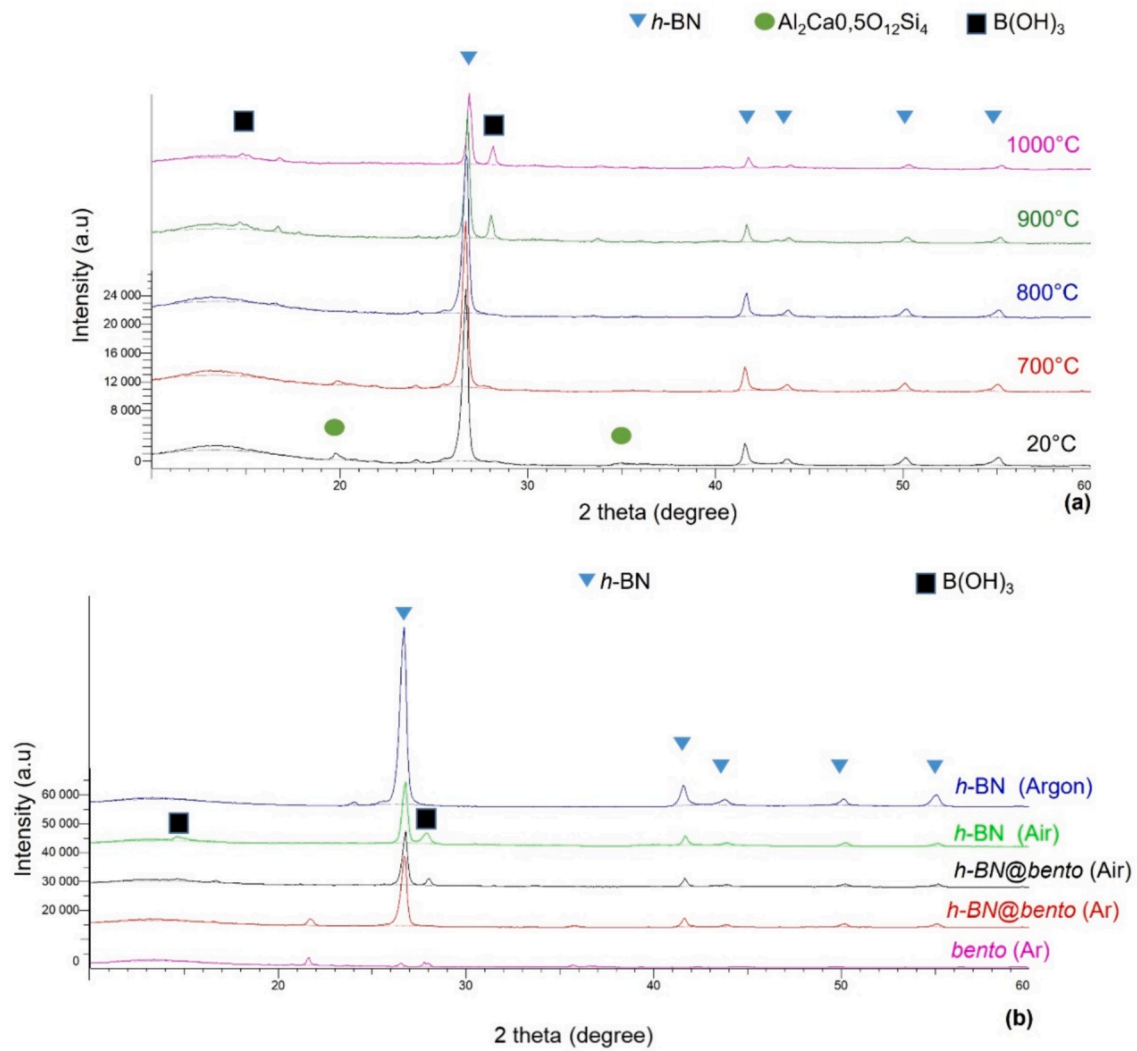 h-BN Al₂Ca0,5O₁₂Si₄ B(OH)₃
1000°C
900°C
800°C
700°C
20°C
Intensity (a.u)
24 000
20 000
16 000
12 000
8 000
0
20 30 40 50 60
2 theta (degree)
(a)
h-BN B(OH)₃
h-BN (Argon)
h-BN (Air)
h-BN@bento (Air)
h-BN@bento (Ar)
bento (Ar)
Intensity (a.u)
60 000
50 000
40 000
30 000
20 000
0
20 30 40 50 60
2 theta (degree)
(b)